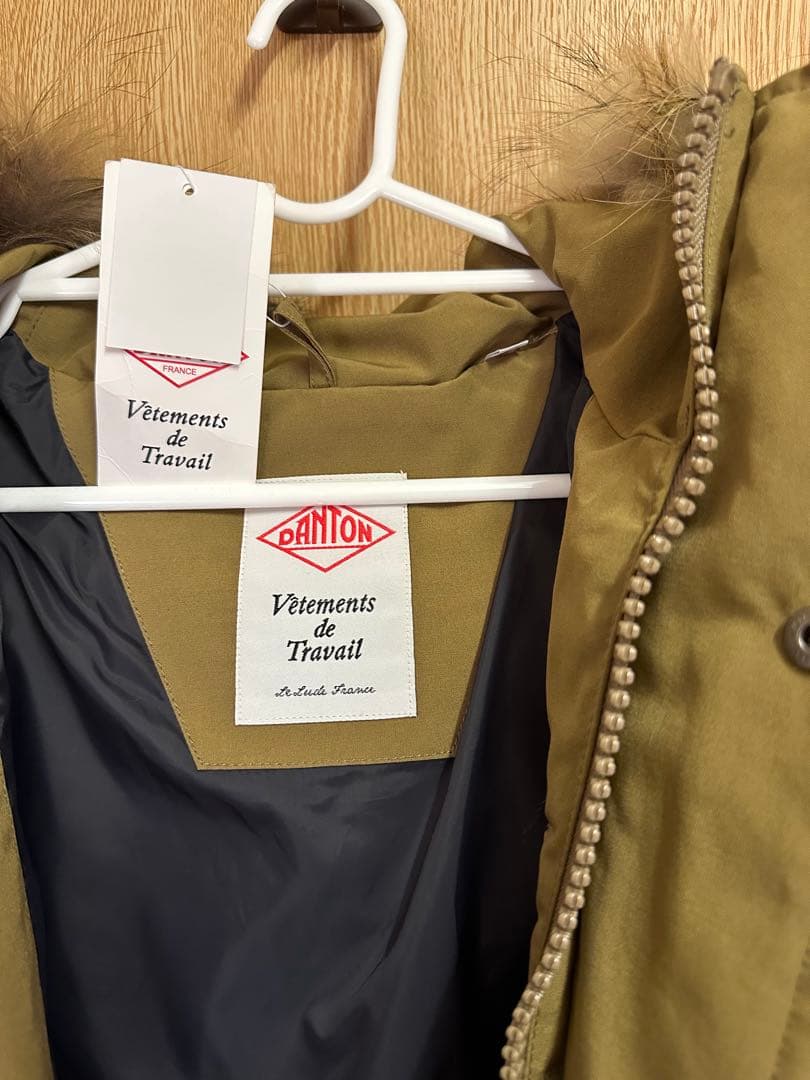 FRANCE
Vêtements
de
Travail
DANTON
Vêtements
de
Travail
Le Lude France